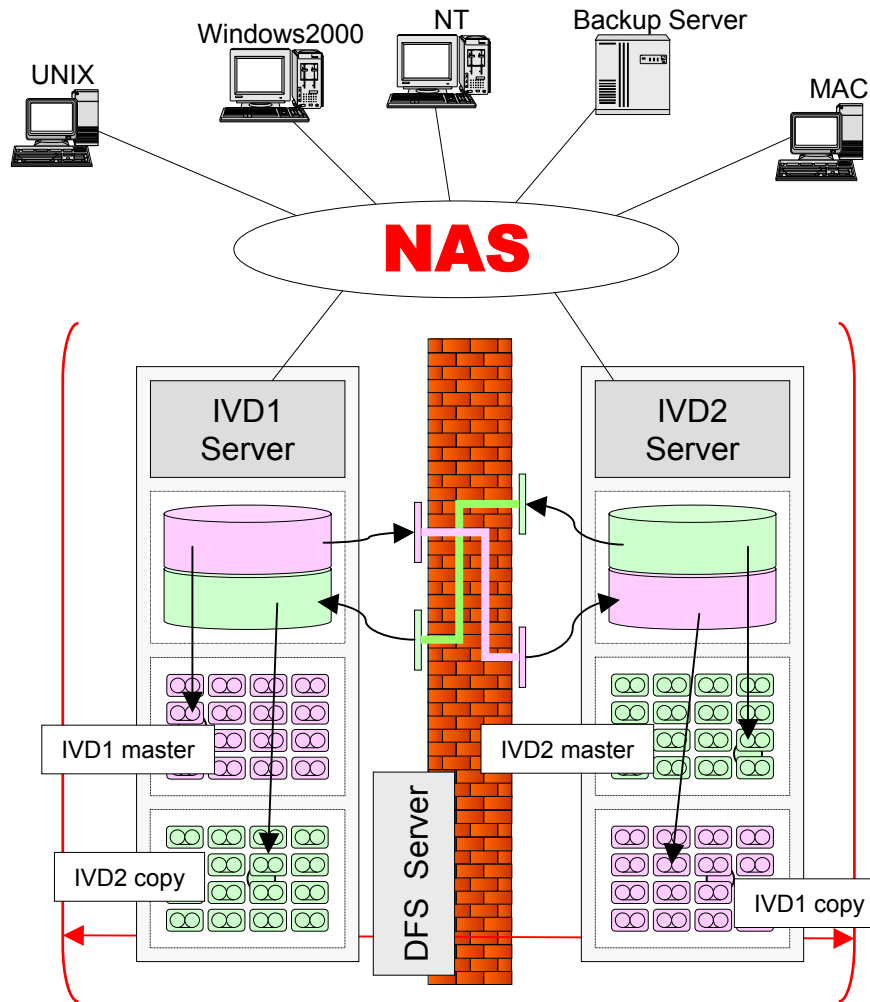 NT
Backup Server
Windows2000
UNIX
MAC
NAS
IVD1
Server
IVD2
Server
IVD1 master
IVD2 master
DFS Server
IVD2 copy
IVD1 copy